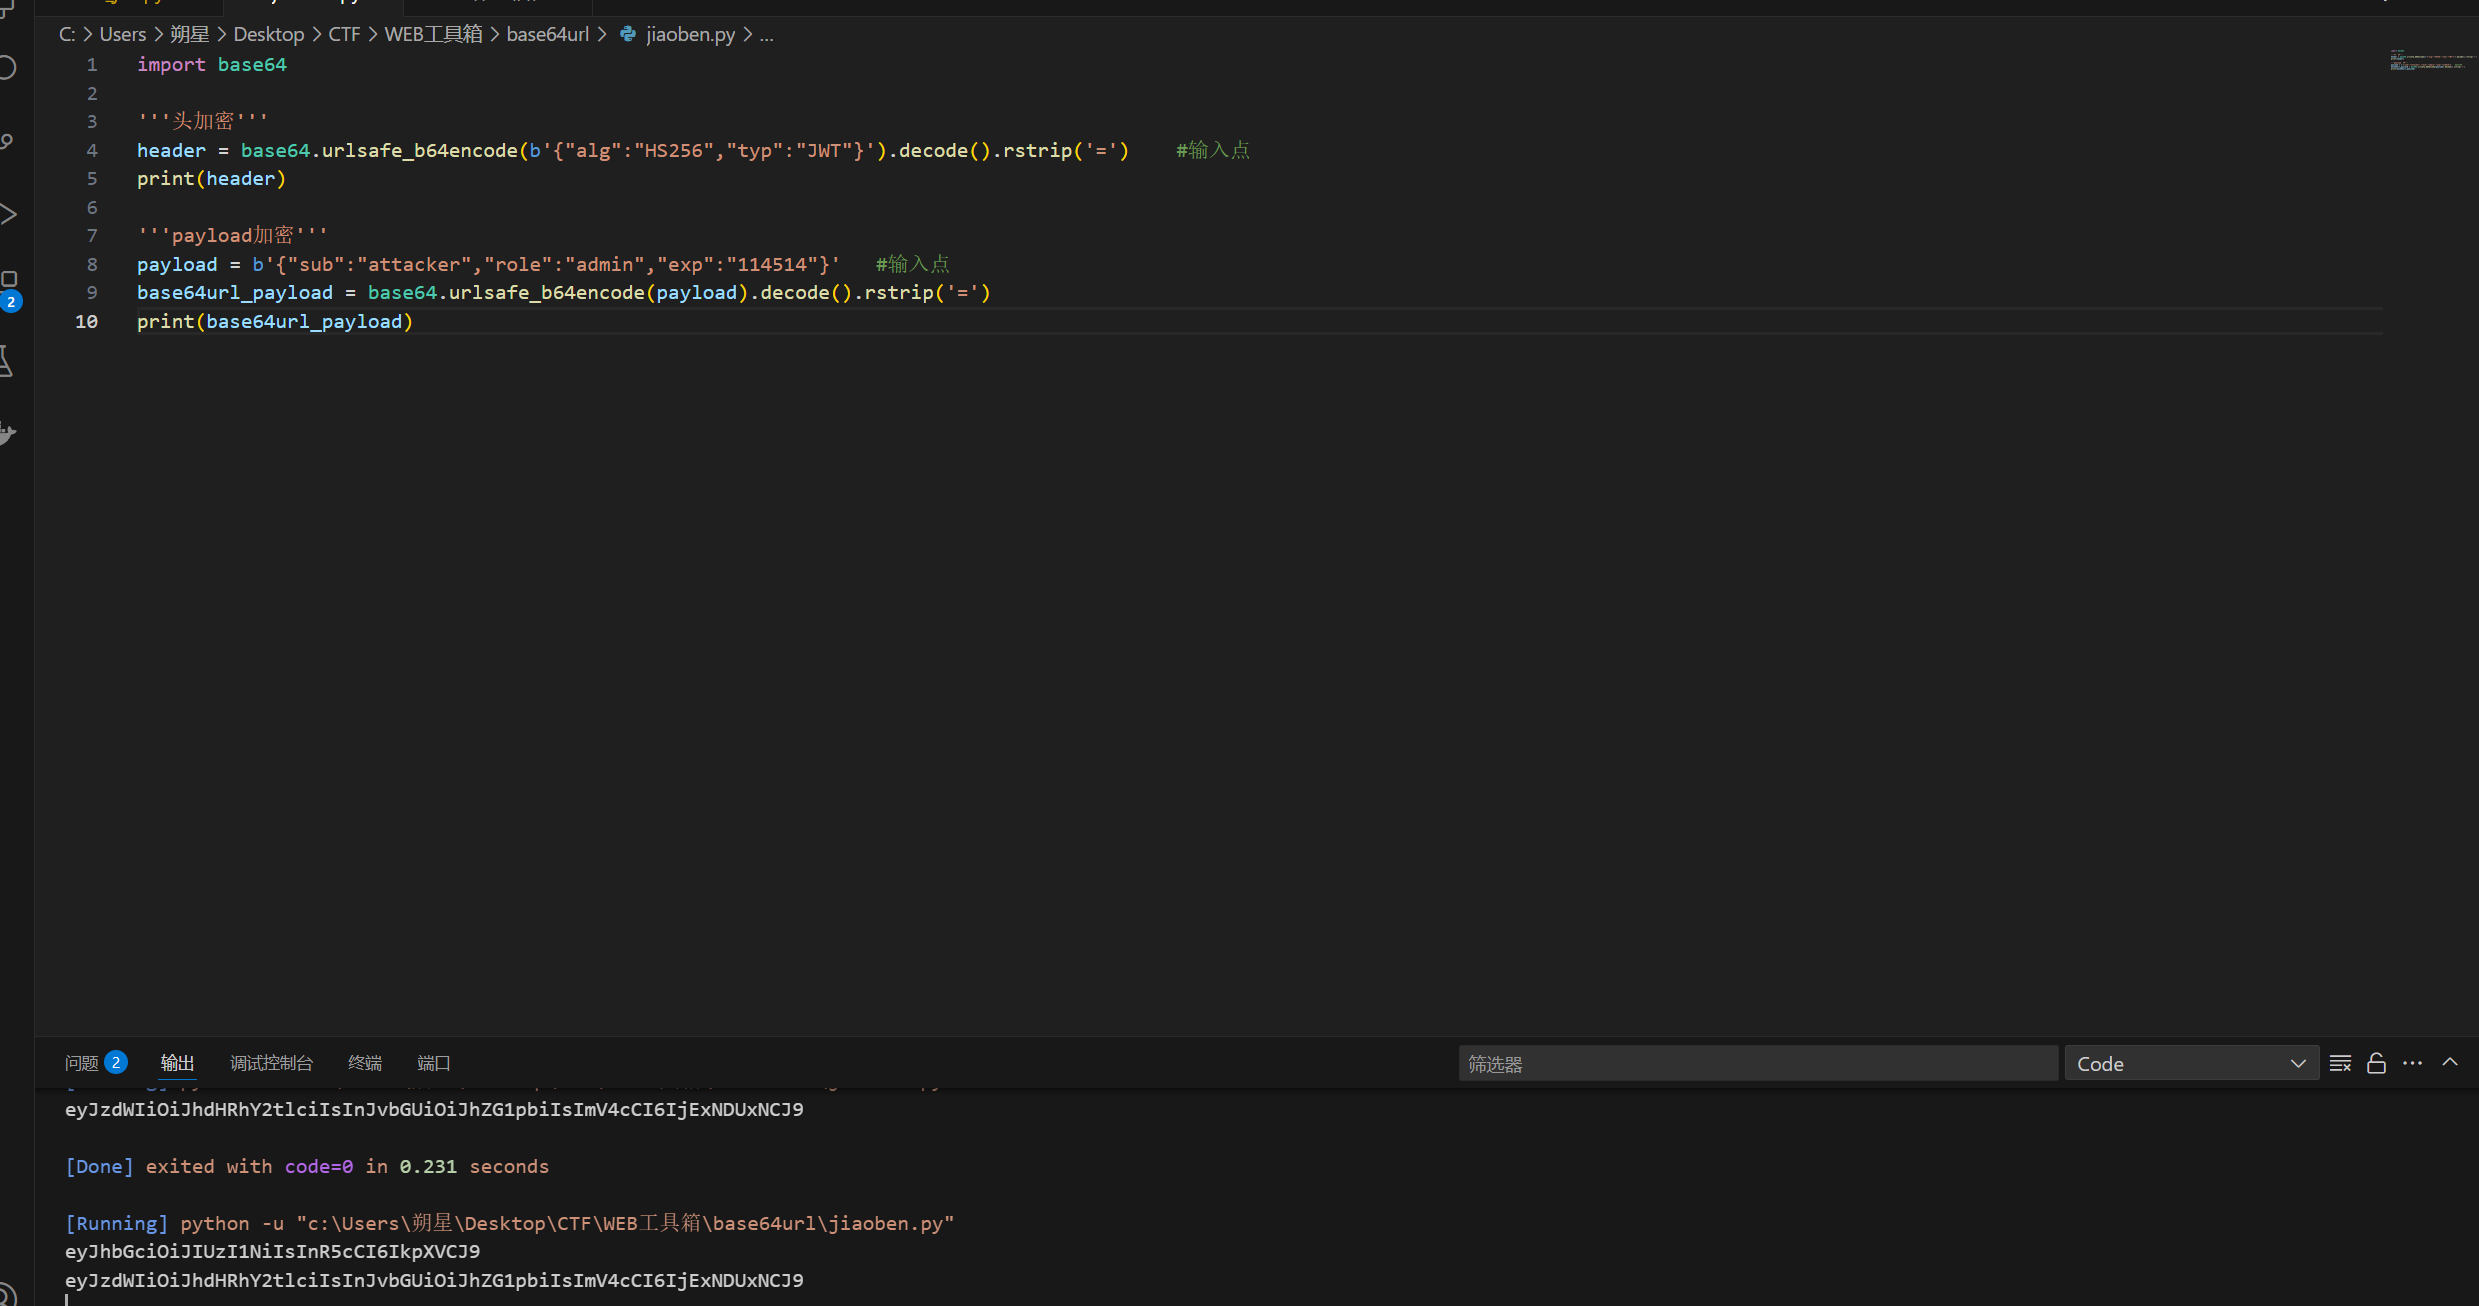 C: > Users > 朔星 > Desktop > CTF > WEB工具箱 > base64url > jiaoben.py > ...
1 import base64
2
3 '''头加密'''
4 header = base64.urlsafe_b64encode(b'{"alg":"HS256","typ":"JWT"}').decode().rstrip('=')    #输入点
5 print(header)
6
7 '''payload加密'''
8 payload = b'{"sub":"attacker","role":"admin","exp":"114514"}'   #输入点
9 base64url_payload = base64.urlsafe_b64encode(payload).decode().rstrip('=')
10 print(base64url_payload)
2
问题 2 输出 调试控制台 终端 端口 筛选器 Code
eyJzdWIiOiJhdHRhY2tlciIsInJvbGUiOiJhZG1pbiIsImV4cCI6IjExNDUxNCJ9
[Done] exited with code=0 in 0.231 seconds
[Running] python -u "c:\Users\朔星\Desktop\CTF\WEB工具箱\base64url\jiaoben.py"
eyJhbGciOiJIUzI1NiIsInR5cCI6IkpXVCJ9
eyJzdWIiOiJhdHRhY2tlciIsInJvbGUiOiJhZG1pbiIsImV4cCI6IjExNDUxNCJ9